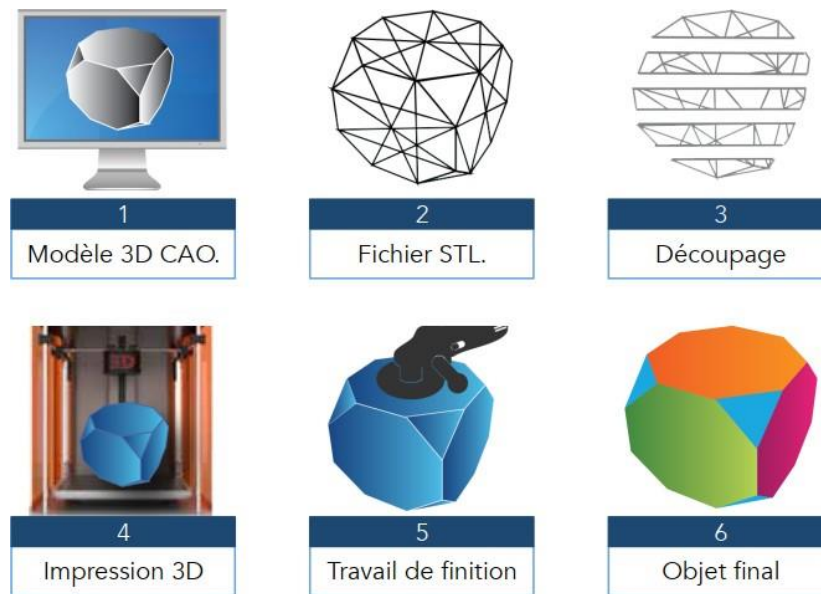 1
Modèle 3D CAO.
2
Fichier STL.
3
Découpage
3D
4
Impression 3D
5
Travail de finition
6
Objet final